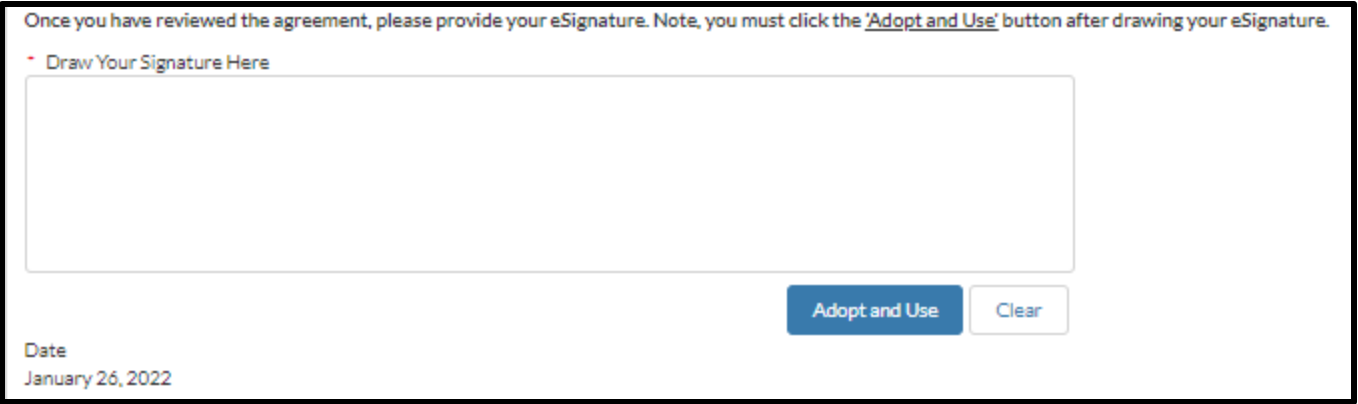 Once you have reviewed the agreement, please provide your eSignature. Note, you must click the 'Adopt and Use' button after drawing your eSignature.
* Draw Your Signature Here
Adopt and Use Clear
Date
January 26, 2022